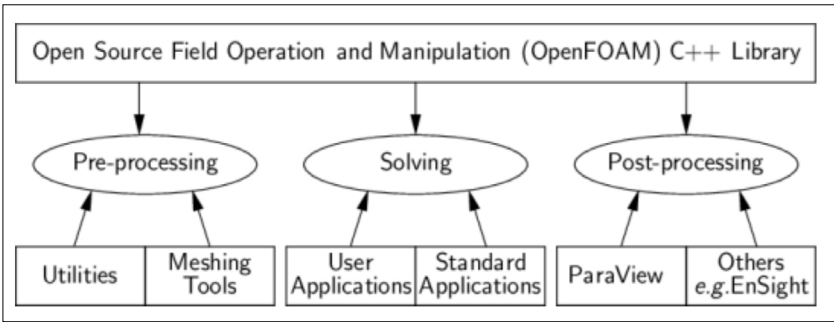 Open Source Field Operation and Manipulation (OpenFOAM) C++ Library
Pre-processing
Solving
Post-processing
Utilities
Meshing
Tools
User
Applications
Standard
Applications
ParaView
Others
e.g.EnSight